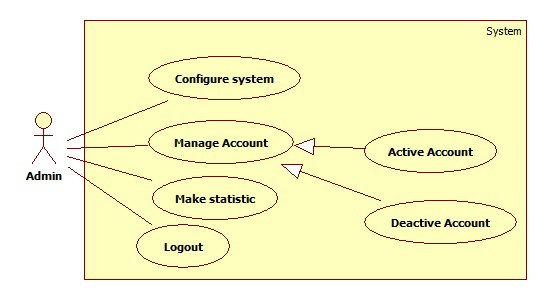 System
Configure system
Manage Account
Active Account
Admin
Make statistic
Deactive Account
Logout